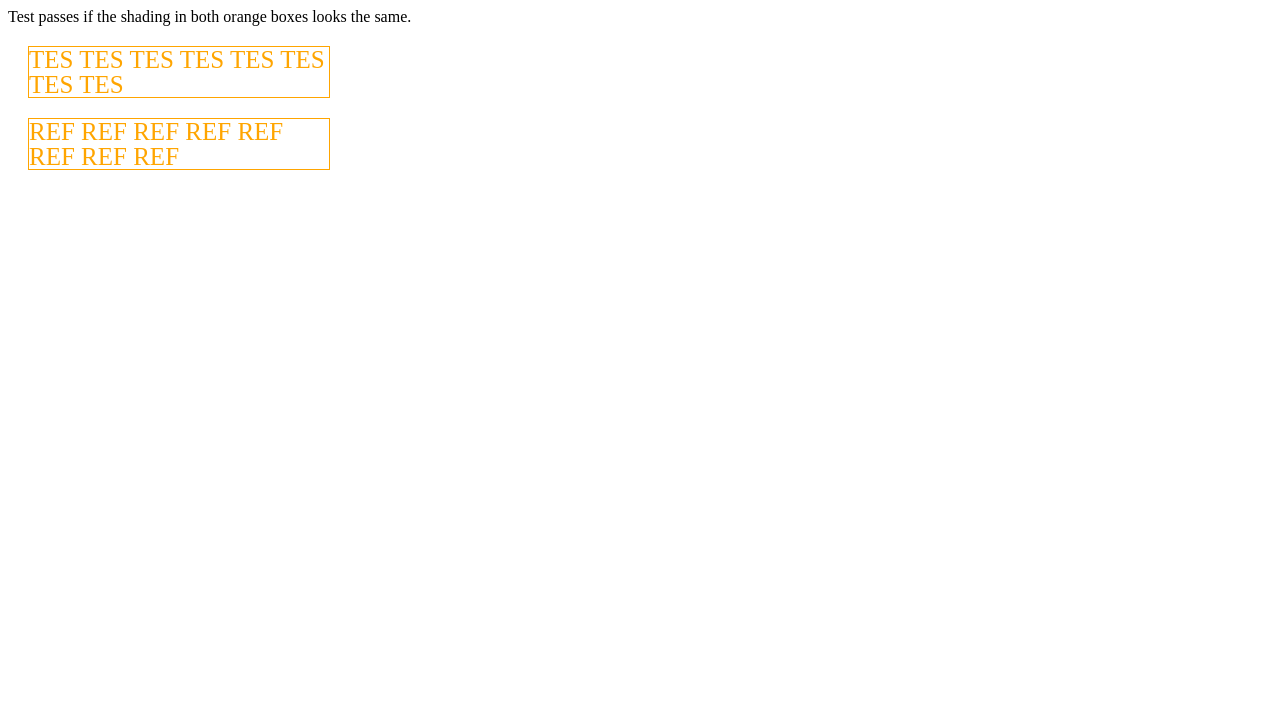 Test passes if the shading in both orange boxes looks the same.
TES TES TES TES TES TES
TES TES
REF REF REF REF REF
REF REF REF